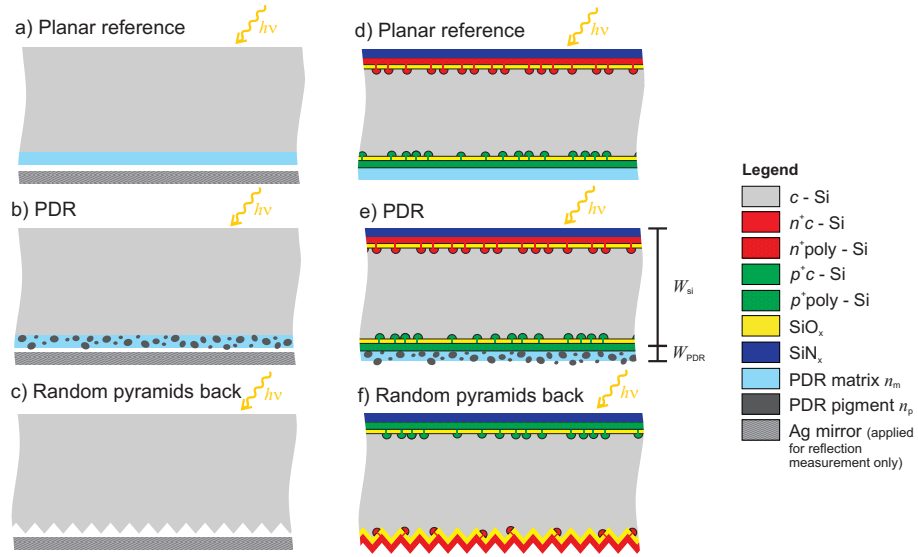 a) Planar reference
hν
b) PDR
hν
c) Random pyramids back
hν
d) Planar reference
hν
e) PDR
hν
W_si
W_PDR
f) Random pyramids back
hν
Legend
c - Si
n⁺c - Si
n⁺poly - Si
p⁺c - Si
p⁺poly - Si
SiOₓ
SiNₓ
PDR matrix n_m
PDR pigment n_p
Ag mirror (applied
for reflection
measurement only)